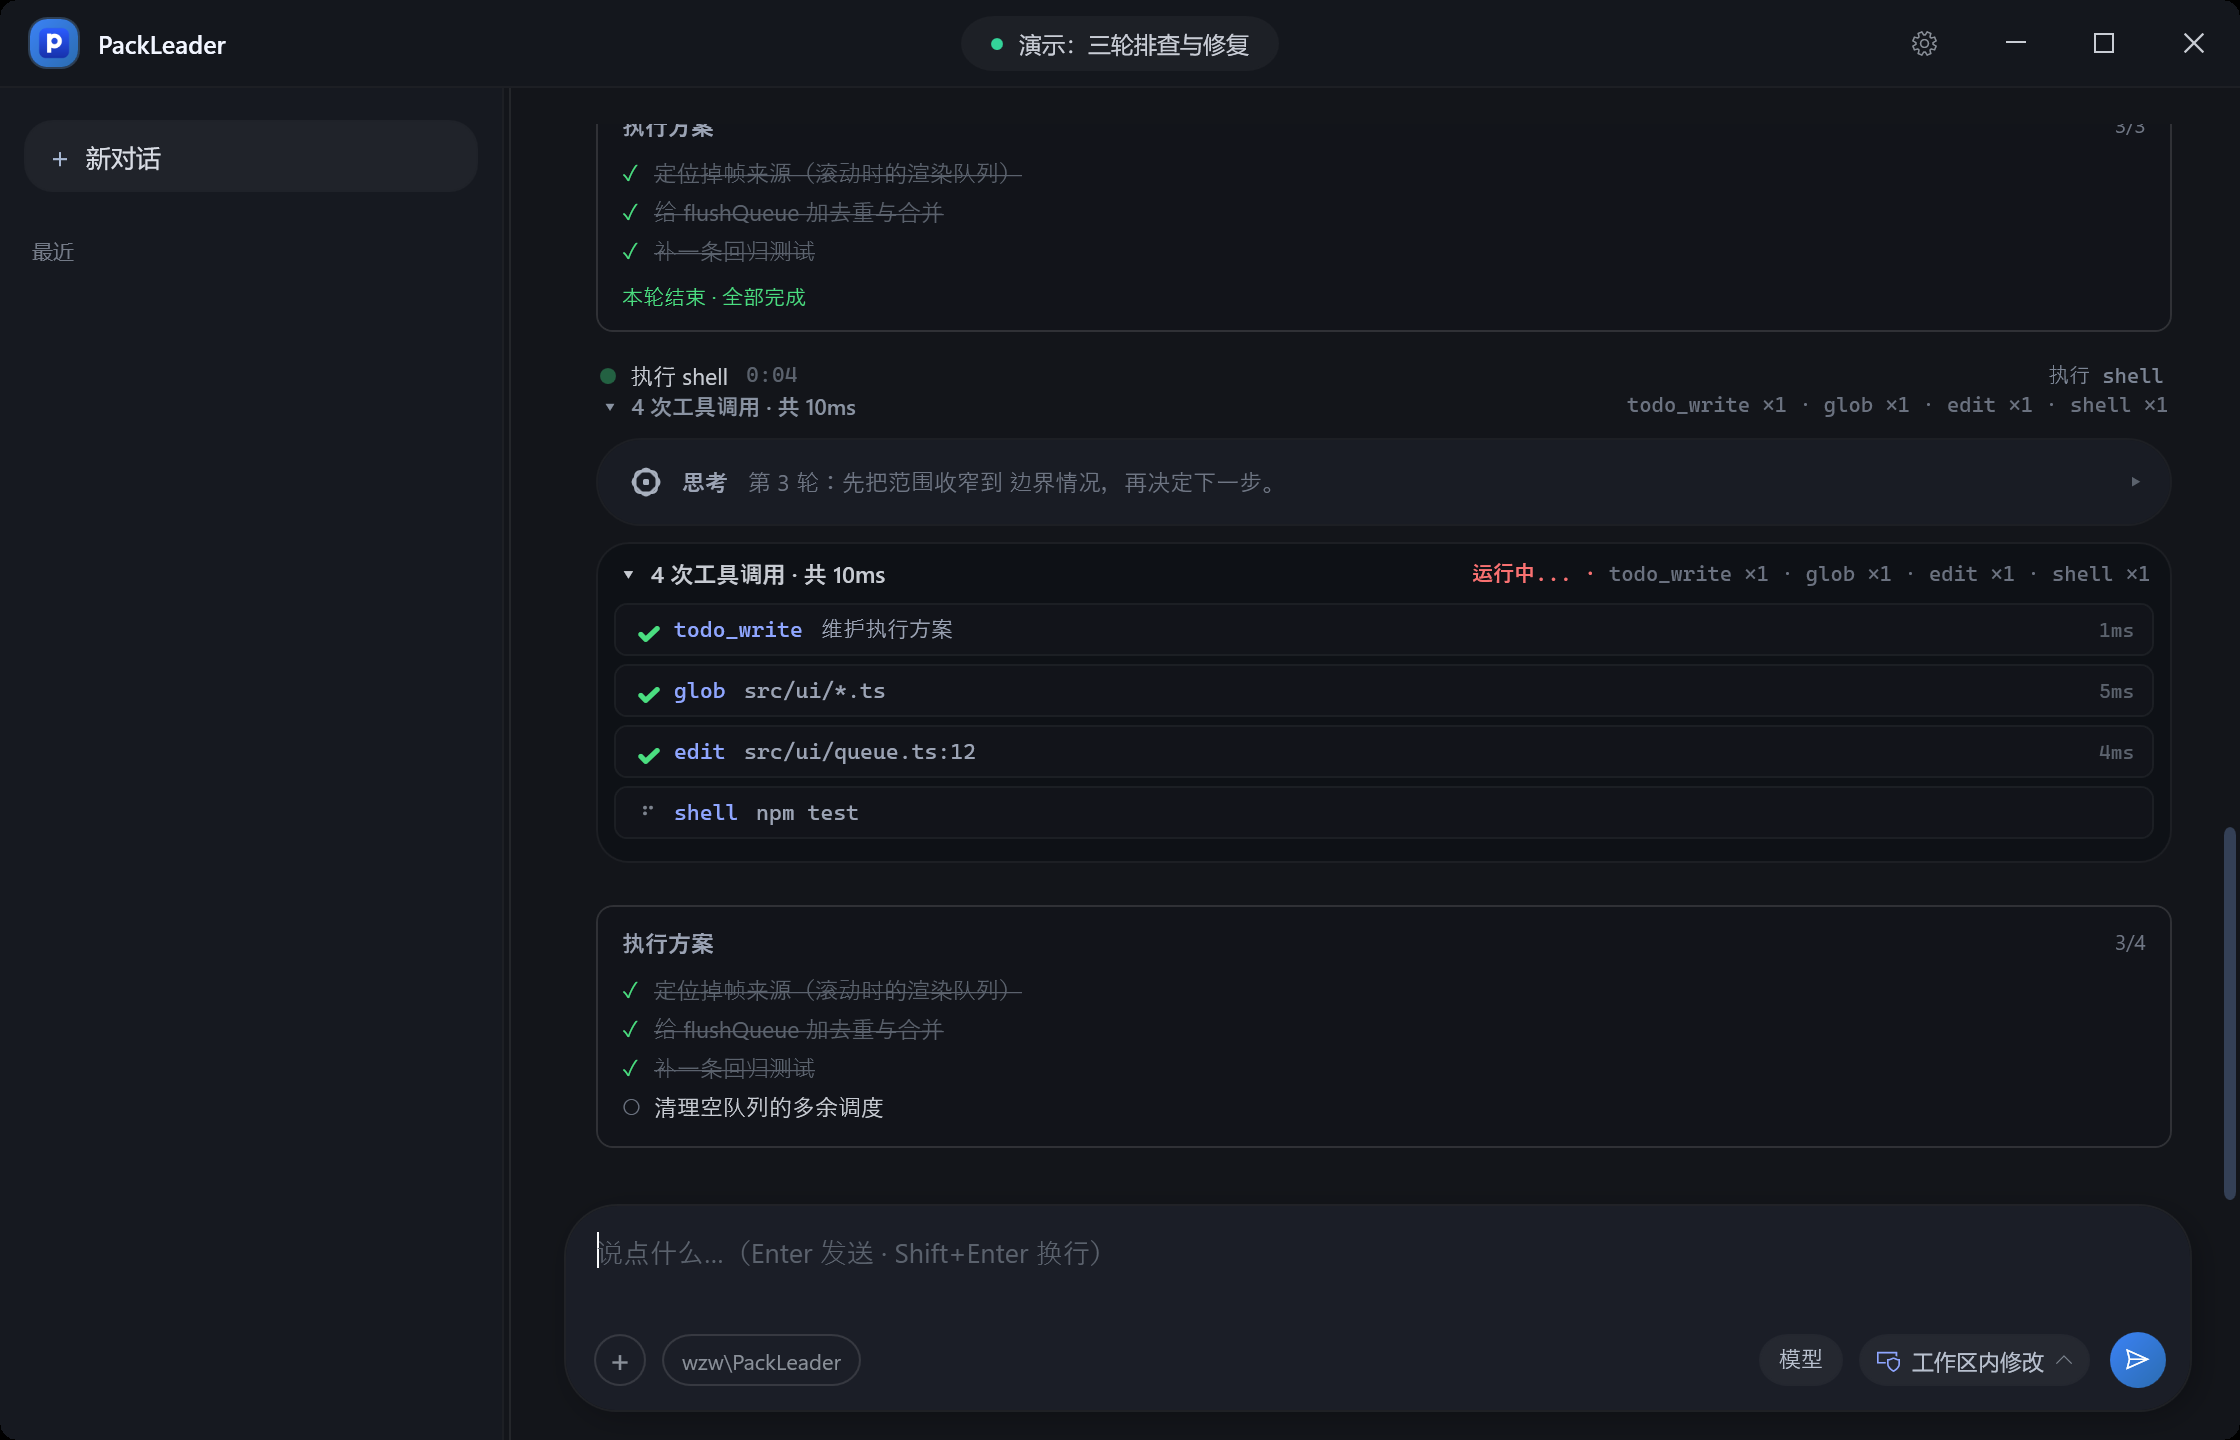 PackLeader
演示：三轮排查与修复
+ 新对话
最近
执行方案 3/3
✓ 定位掉帧来源（滚动时的渲染队列）
✓ 给 flushQueue 加去重与合并
✓ 补一条回归测试
本轮结束 · 全部完成
执行 shell 0:04 执行 shell
▾ 4 次工具调用 · 共 10ms todo_write ×1 · glob ×1 · edit ×1 · shell ×1
思考 第 3 轮：先把范围收窄到 边界情况，再决定下一步。
▾ 4 次工具调用 · 共 10ms 运行中... · todo_write ×1 · glob ×1 · edit ×1 · shell ×1
todo_write 维护执行方案 1ms
glob src/ui/*.ts 5ms
edit src/ui/queue.ts:12 4ms
shell npm test
执行方案 3/4
✓ 定位掉帧来源（滚动时的渲染队列）
✓ 给 flushQueue 加去重与合并
✓ 补一条回归测试
○ 清理空队列的多余调度
说点什么...（Enter 发送 · Shift+Enter 换行）
+ wzw\PackLeader 模型 工作区内修改